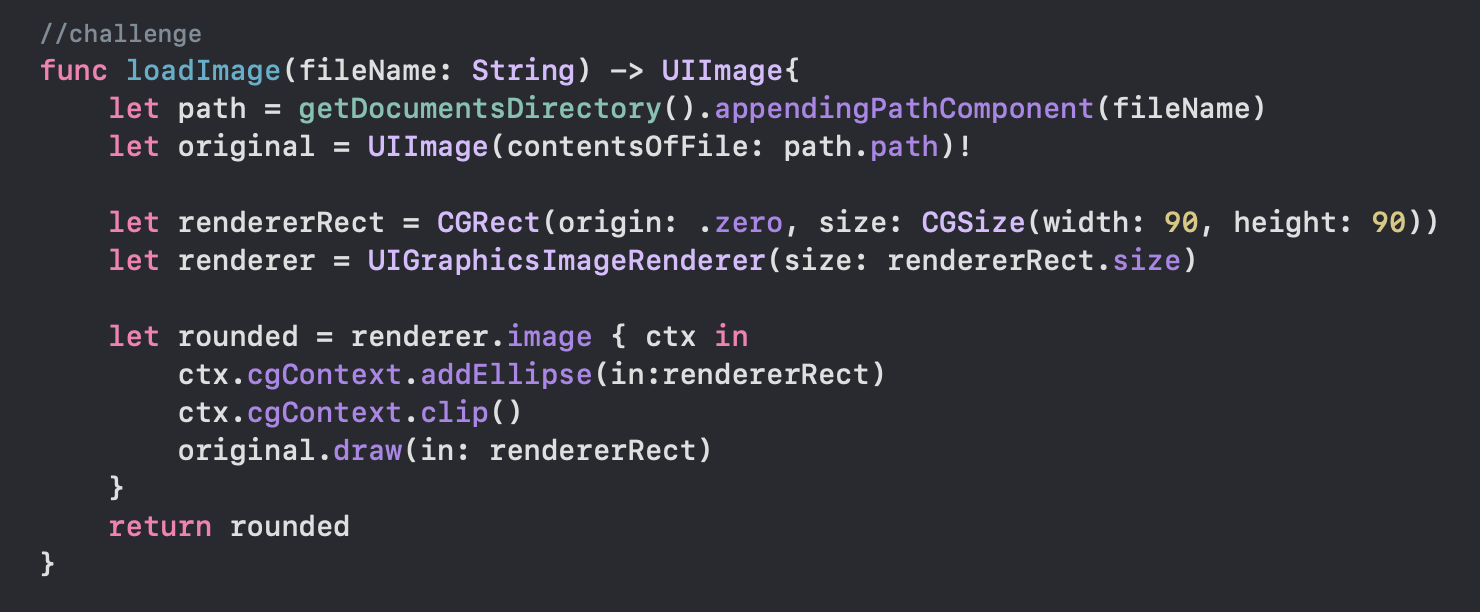 //challenge
func loadImage(fileName: String) -> UIImage{
    let path = getDocumentsDirectory().appendingPathComponent(fileName)
    let original = UIImage(contentsOfFile: path.path)!
    let rendererRect = CGRect(origin: .zero, size: CGSize(width: 90, height: 90))
    let renderer = UIGraphicsImageRenderer(size: rendererRect.size)
    let rounded = renderer.image { ctx in
        ctx.cgContext.addEllipse(in:rendererRect)
        ctx.cgContext.clip()
        original.draw(in: rendererRect)
    }
    return rounded
}